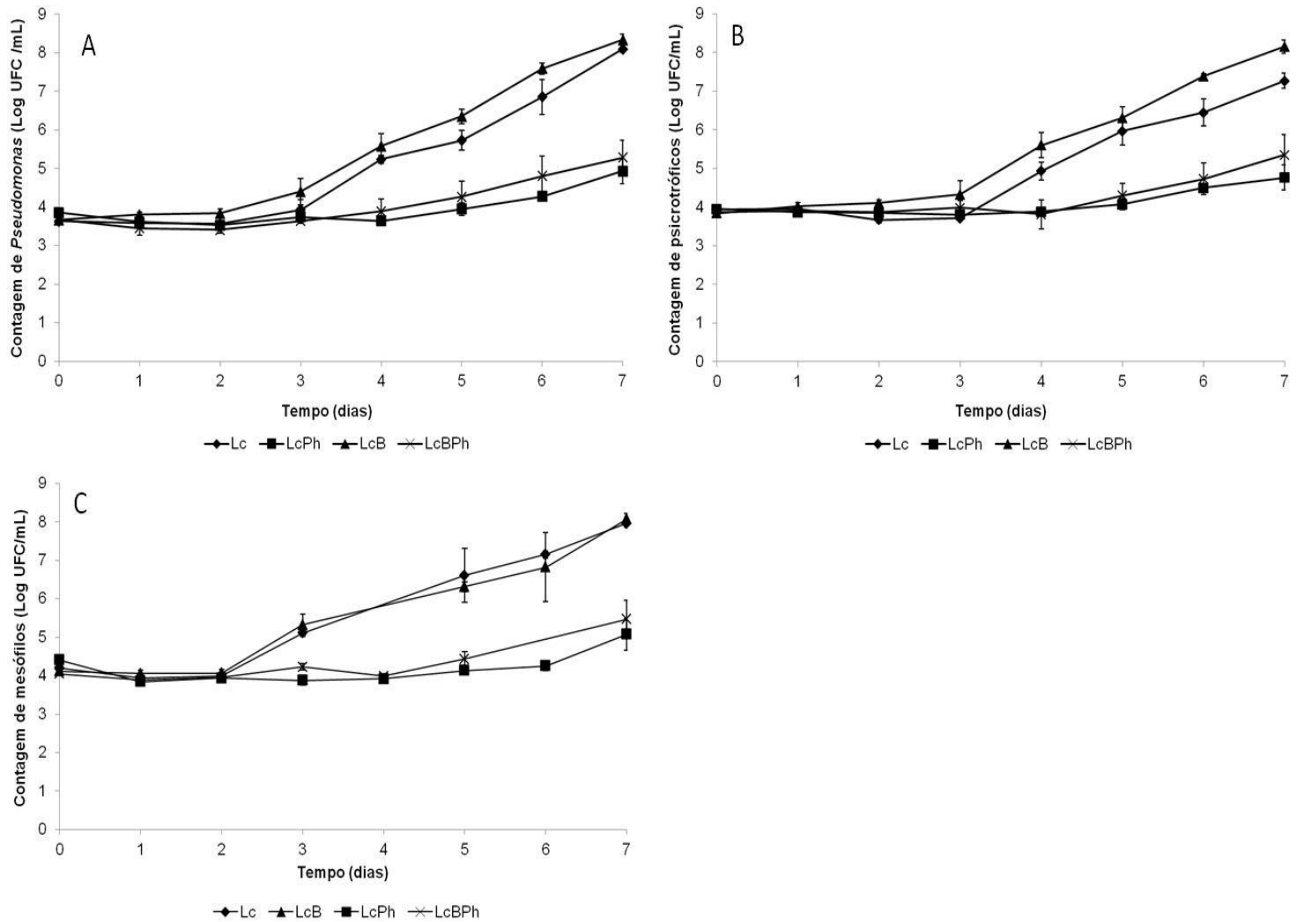 A
Contagem de Pseudomonas (Log UFC /mL)
9
8
7
6
5
4
3
2
1
0
0 1 2 3 4 5 6 7
Tempo (dias)
Lc LcPh LcB LcBPh
B
Contagem de psicrotróficos (Log UFC/mL)
9
8
7
6
5
4
3
2
1
0
0 1 2 3 4 5 6 7
Tempo (dias)
Lc LcPh LcB LcBPh
C
Contagem de mesófilos (Log UFC/mL)
9
8
7
6
5
4
3
2
1
0
0 1 2 3 4 5 6 7
Tempo (dias)
Lc LcB LcPh LcBPh